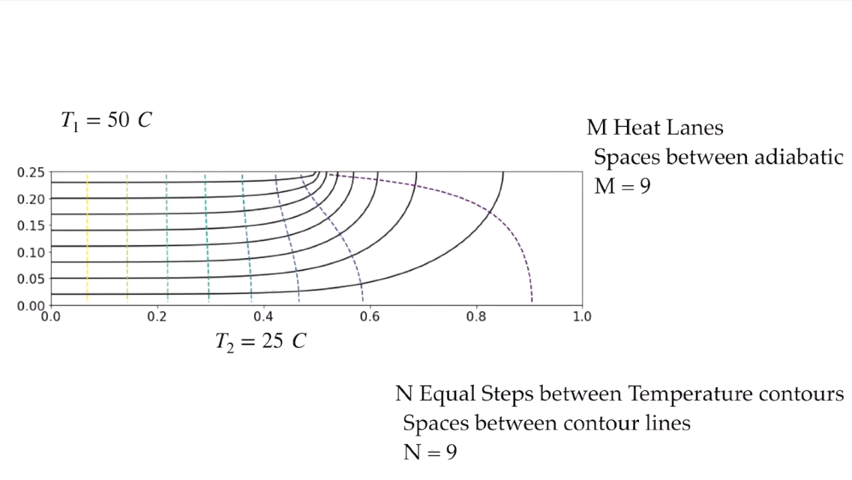 T₁ = 50 C
M Heat Lanes
Spaces between adiabatic
M = 9
0.25
0.20
0.15
0.10
0.05
0.00
0.0 0.2 0.4 0.6 0.8 1.0
T₂ = 25 C
N Equal Steps between Temperature contours
Spaces between contour lines
N = 9